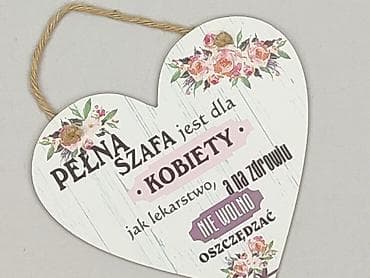 PEŁNA
SZAFA jest dla
• KOBIETY •
jak lekarstwo,
a na zdrowiu
NIE WOLNO
OSZCZĘDZAĆ